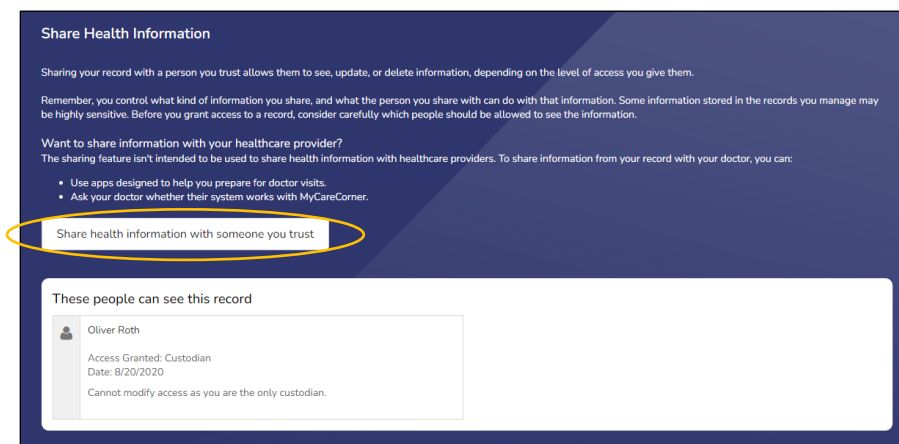 Share Health Information
Sharing your record with a person you trust allows them to see, update, or delete information, depending on the level of access you give them.
Remember, you control what kind of information you share, and what the person you share with can do with that information. Some information stored in the records you manage may
be highly sensitive. Before you grant access to a record, consider carefully which people should be allowed to see the information.
Want to share information with your healthcare provider?
The sharing feature isn't intended to be used to share health information with healthcare providers. To share information from your record with your doctor, you can:
• Use apps designed to help you prepare for doctor visits.
• Ask your doctor whether their system works with MyCareCorner.
Share health information with someone you trust
These people can see this record
Oliver Roth
Access Granted: Custodian
Date: 8/20/2020
Cannot modify access as you are the only custodian.